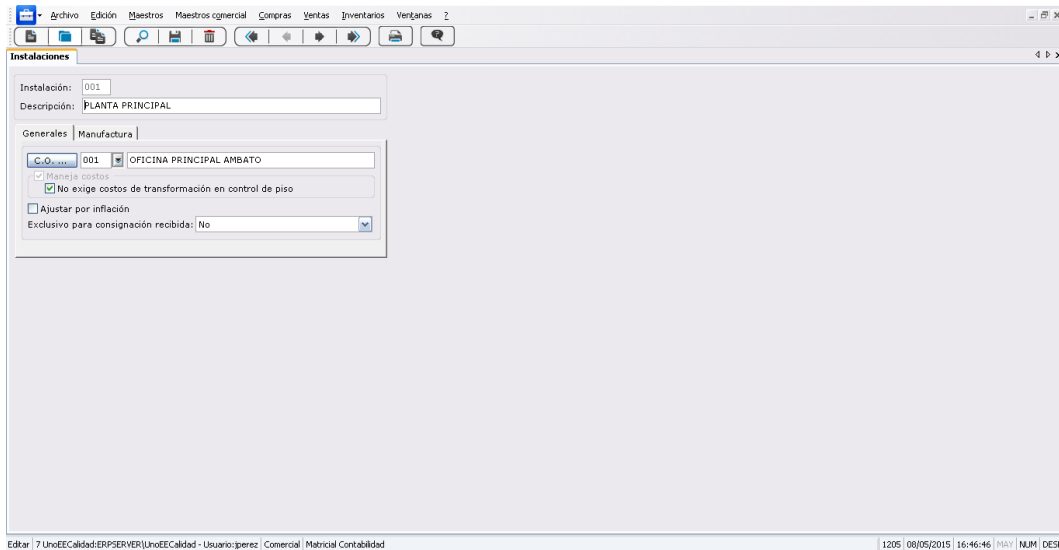 Archivo Edición Maestros Maestros comercial Compras Ventas Inventarios Ventanas ?
Instalaciones
Instalación: 001
Descripción: PLANTA PRINCIPAL
Generales Manufactura
C.O. ... 001 OFICINA PRINCIPAL AMBATO
Maneja costos
No exige costos de transformación en control de piso
Ajustar por inflación
Exclusivo para consignación recibida: No
Editar 7 UnoEECalidad:ERPSERVER\UnoEECalidad - Usuario:jperez Comercial Matricial Contabilidad 1205 08/05/2015 16:46:46 MAY NUM DESI